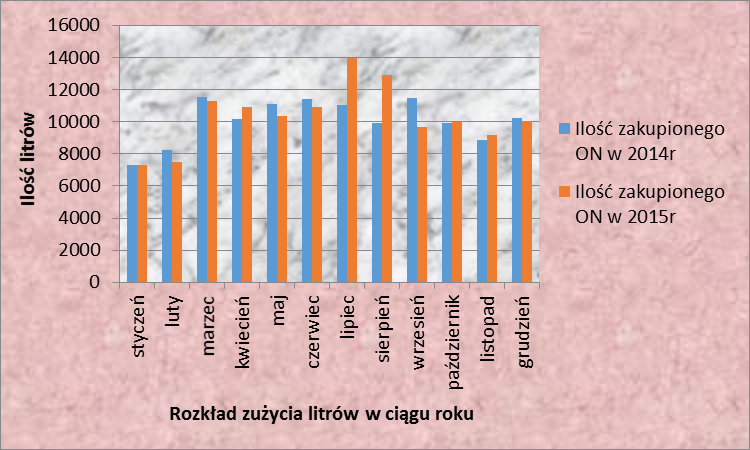 16000
14000
12000
10000
8000
6000
4000
2000
0
Ilość litrów
styczeń
luty
marzec
kwiecień
maj
czerwiec
lipiec
sierpień
wrzesień
październik
listopad
grudzień
Rozkład zużycia litrów w ciągu roku
Ilość zakupionego
ON w 2014r
Ilość zakupionego
ON w 2015r